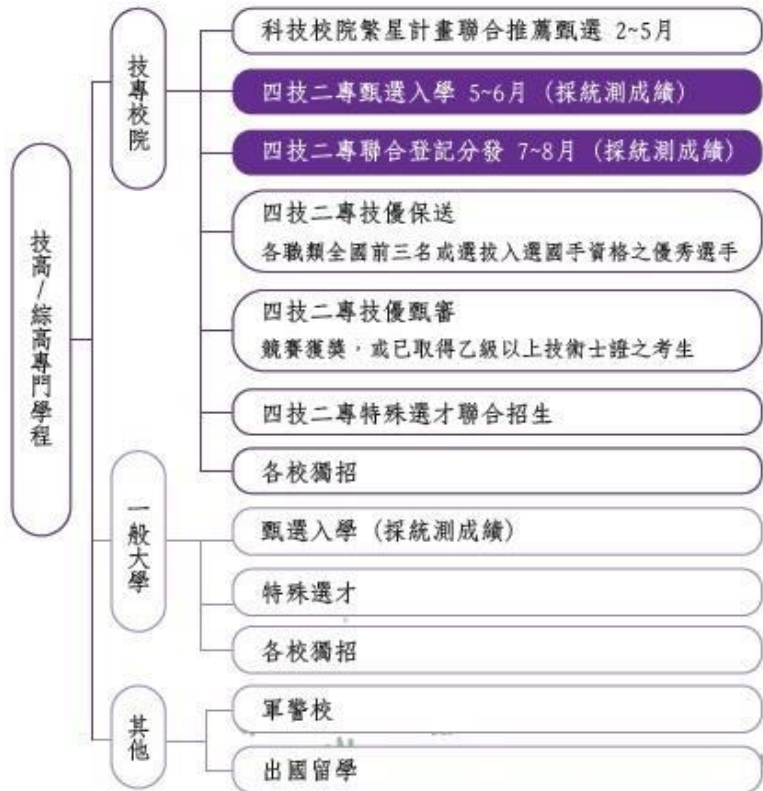 技高/綜高專門學程
技專校院
科技校院繁星計畫聯合推薦甄選 2~5月
四技二專甄選入學 5~6月 (採統測成績)
四技二專聯合登記分發 7~8月 (採統測成績)
四技二專技優保送
各職類全國前三名或選拔入選國手資格之優秀選手
四技二專技優甄審
競賽獲獎，或已取得乙級以上技術士證之考生
四技二專特殊選才聯合招生
各校獨招
一般大學
甄選入學 (採統測成績)
特殊選才
各校獨招
其他
軍警校
出國留學